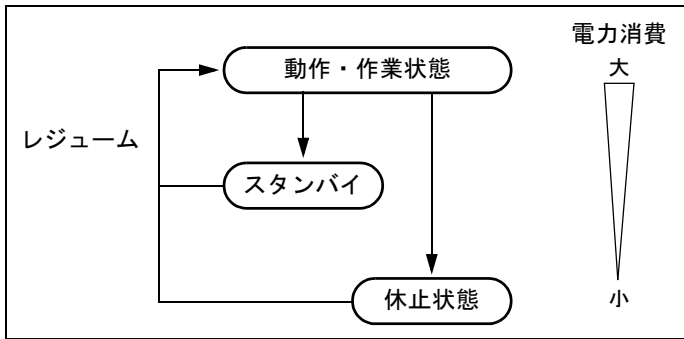 電力消費
大
動作・作業状態
レジューム
スタンバイ
休止状態
小